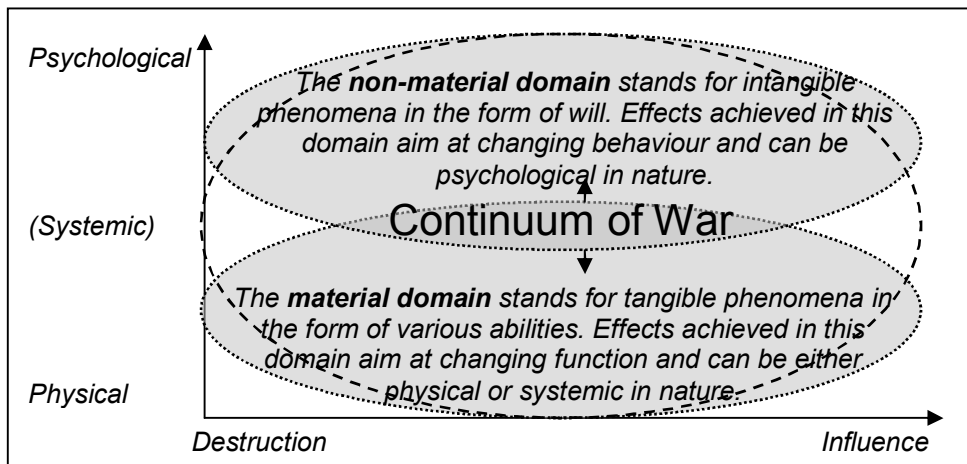 Psychological
The non-material domain stands for intangible
phenomena in the form of will. Effects achieved in this
domain aim at changing behaviour and can be
psychological in nature.
(Systemic)
Continuum of War
The material domain stands for tangible phenomena in
the form of various abilities. Effects achieved in this
domain aim at changing function and can be either
physical or systemic in nature.
Physical
Destruction
Influence